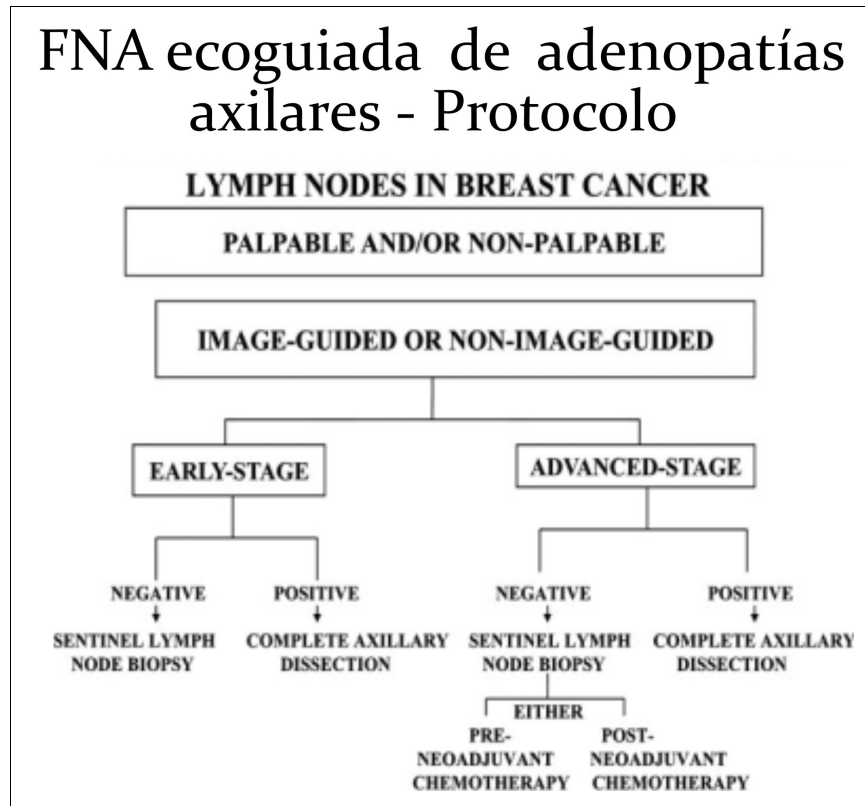 FNA ecoguiada de adenopatías
axilares - Protocolo
LYMPH NODES IN BREAST CANCER
PALPABLE AND/OR NON-PALPABLE
IMAGE-GUIDED OR NON-IMAGE-GUIDED
EARLY-STAGE
ADVANCED-STAGE
NEGATIVE
SENTINEL LYMPH
NODE BIOPSY
POSITIVE
COMPLETE AXILLARY
DISSECTION
NEGATIVE
SENTINEL LYMPH
NODE BIOPSY
POSITIVE
COMPLETE AXILLARY
DISSECTION
EITHER
PRE-
NEOADJUVANT
CHEMOTHERAPY
POST-
NEOADJUVANT
CHEMOTHERAPY